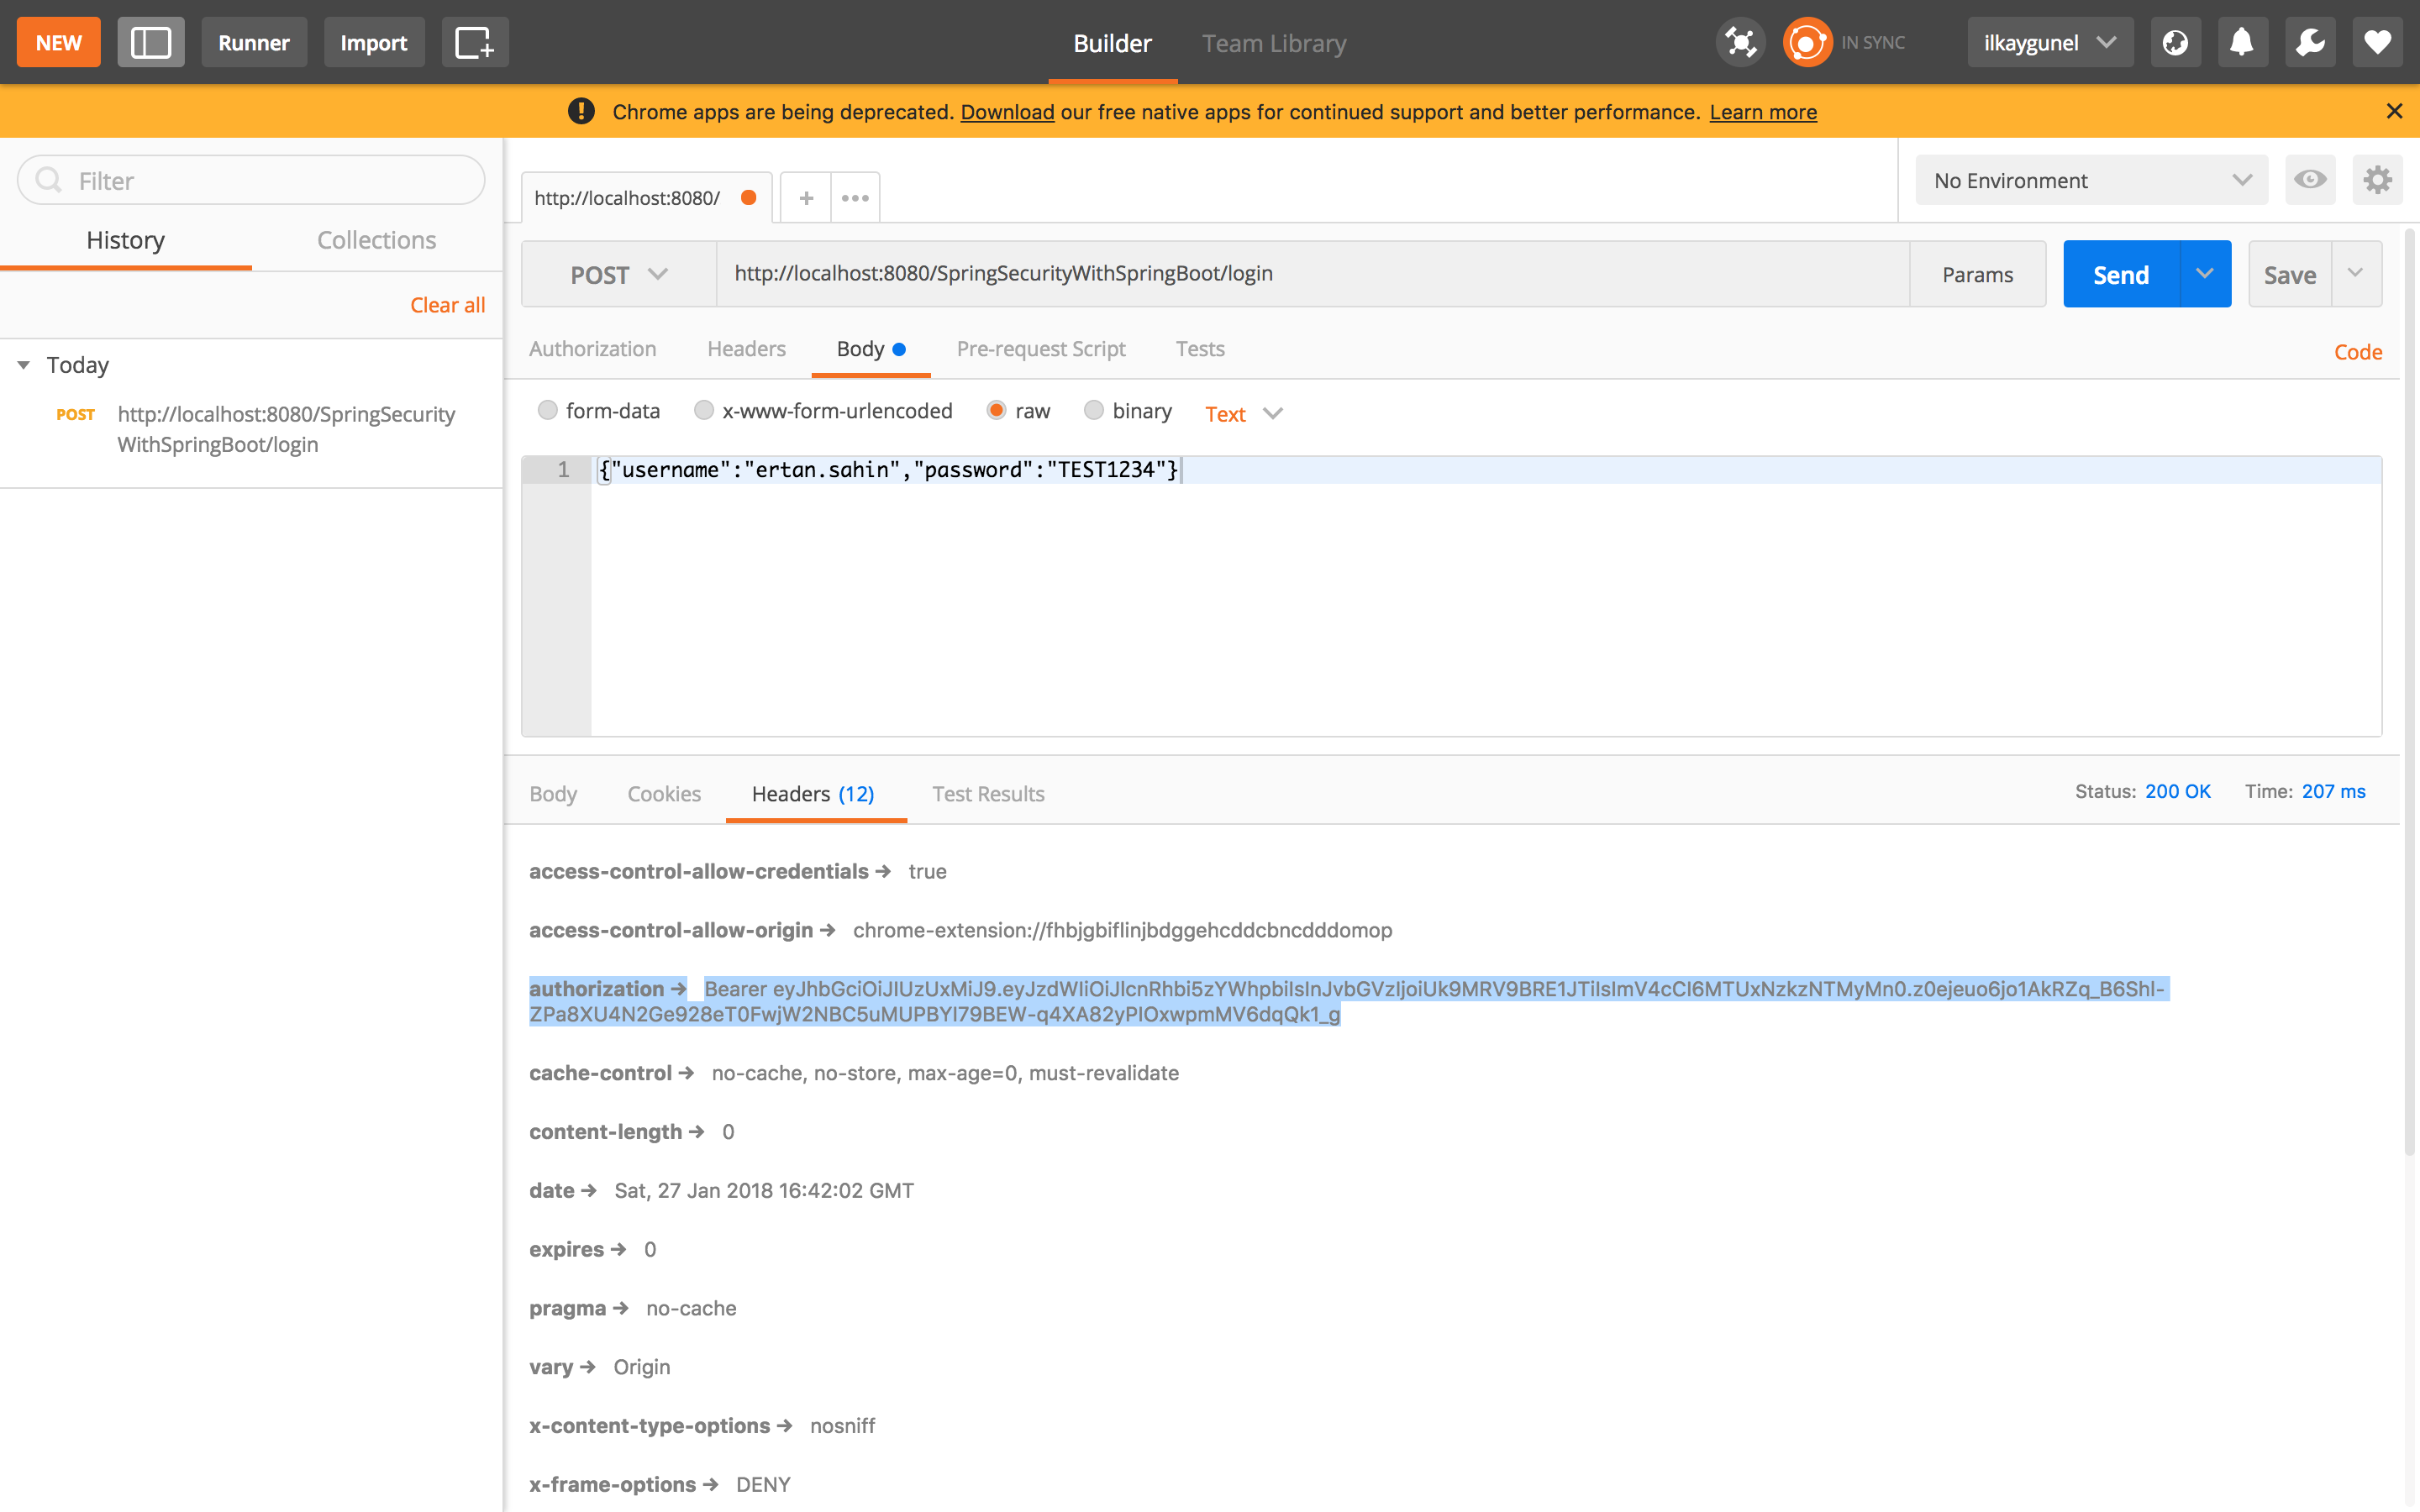 NEW
Runner
Import
Builder
Team Library
IN SYNC
ilkaygunel
Chrome apps are being deprecated. Download our free native apps for continued support and better performance. Learn more
Filter
History
Collections
Clear all
Today
POST http://localhost:8080/SpringSecurity
WithSpringBoot/login
http://localhost:8080/
No Environment
POST
http://localhost:8080/SpringSecurityWithSpringBoot/login
Params
Send
Save
Authorization
Headers
Body
Pre-request Script
Tests
Code
form-data
x-www-form-urlencoded
raw
binary
Text
1 {"username":"ertan.sahin","password":"TEST1234"}
Body
Cookies
Headers (12)
Test Results
Status: 200 OK
Time: 207 ms
access-control-allow-credentials → true
access-control-allow-origin → chrome-extension://fhbjgbiflinjbdggehcddcbncdddomop
authorization → Bearer eyJhbGciOiJIUzUxMiJ9.eyJzdWIiOiJlcnRhbi5zYWhpbiIsInJvbGVzIjoiUk9MRV9BRE1JTiIsImV4cCI6MTUxNzkzNTMyMn0.z0ejeuo6jo1AkRZq_B6Shl-
ZPa8XU4N2Ge928eT0FwjW2NBC5uMUPBYI79BEW-q4XA82yPIOxwpmMV6dqQk1_g
cache-control → no-cache, no-store, max-age=0, must-revalidate
content-length → 0
date → Sat, 27 Jan 2018 16:42:02 GMT
expires → 0
pragma → no-cache
vary → Origin
x-content-type-options → nosniff
x-frame-options → DENY